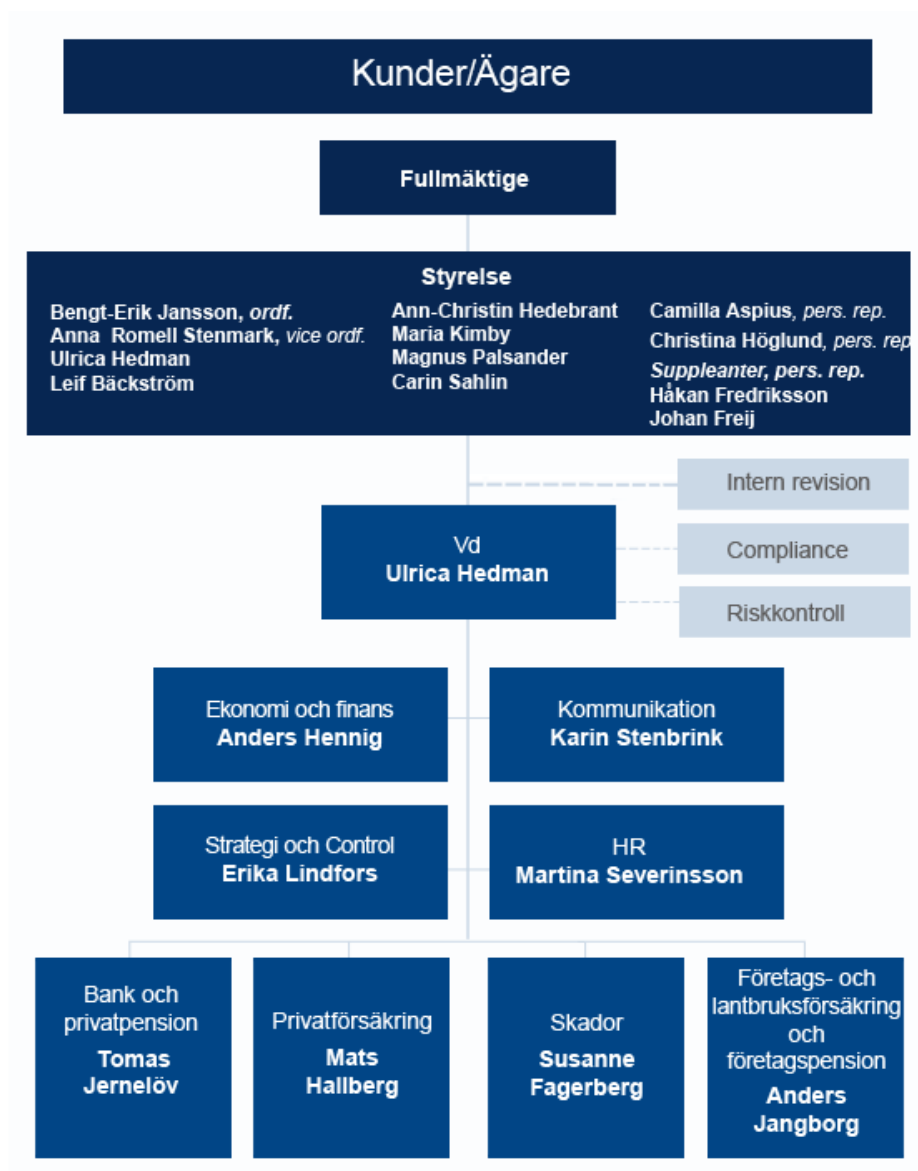 Kunder/Ägare
Fullmäktige
Styrelse
Bengt-Erik Jansson, ordf.
Anna Romell Stenmark, vice ordf.
Ulrica Hedman
Leif Bäckström
Ann-Christin Hedebrant
Maria Kimby
Magnus Palsander
Carin Sahlin
Camilla Aspius, pers. rep.
Christina Höglund, pers. rep
Suppleanter, pers. rep.
Håkan Fredriksson
Johan Freij
Intern revision
Vd
Ulrica Hedman
Compliance
Riskkontroll
Ekonomi och finans
Anders Hennig
Kommunikation
Karin Stenbrink
Strategi och Control
Erika Lindfors
HR
Martina Severinsson
Bank och
privatpension
Tomas
Jernelöv
Privatförsäkring
Mats
Hallberg
Skador
Susanne
Fagerberg
Företags- och
lantbruksförsäkring
och
företagspension
Anders
Jangborg